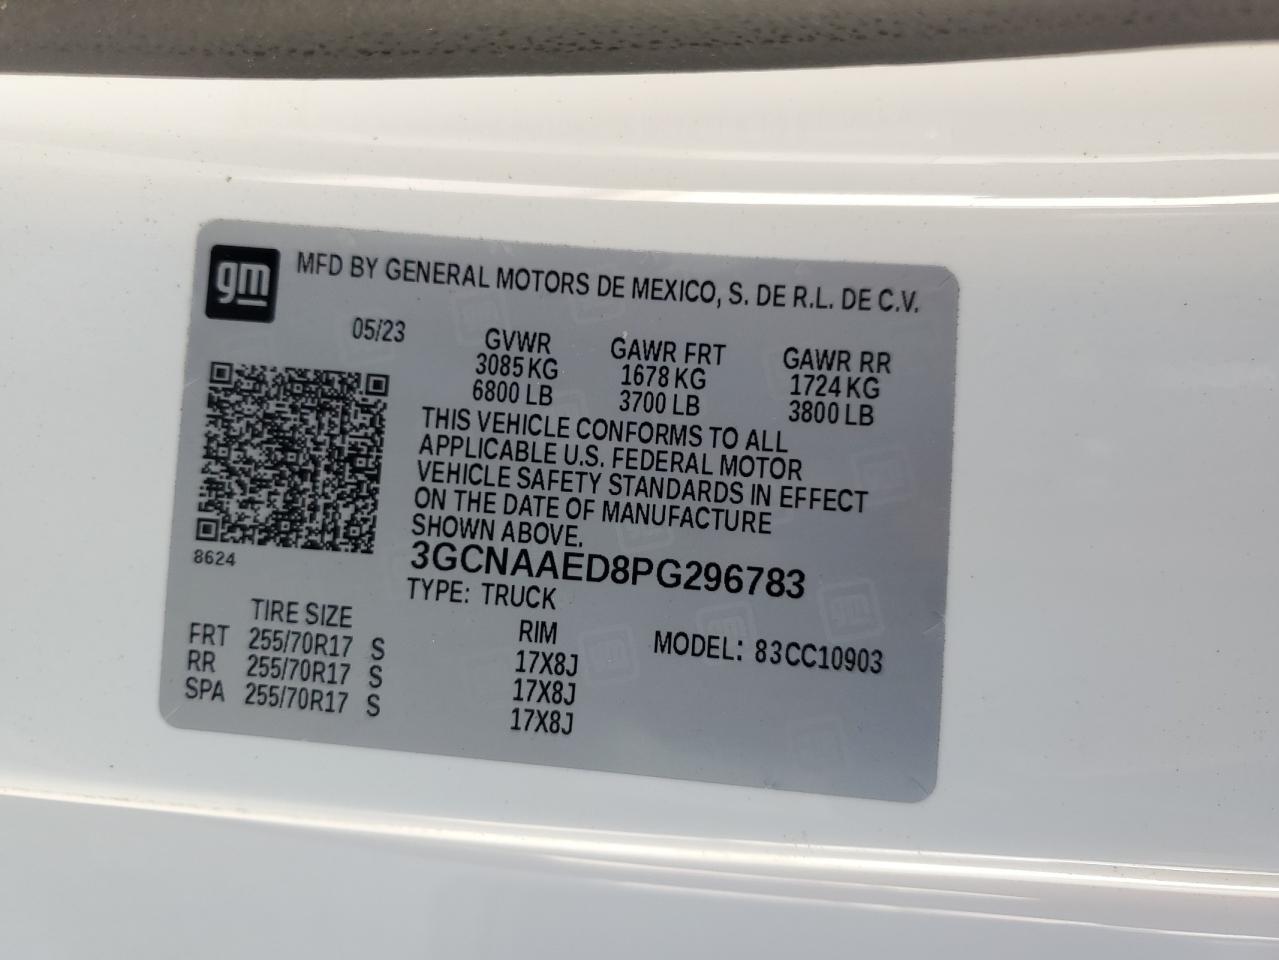 gm
MFD BY GENERAL MOTORS DE MEXICO, S. DE R.L. DE C.V.
05/23
GVWR GAWR FRT GAWR RR
3085 KG 1678 KG 1724 KG
6800 LB 3700 LB 3800 LB
THIS VEHICLE CONFORMS TO ALL
APPLICABLE U.S. FEDERAL MOTOR
VEHICLE SAFETY STANDARDS IN EFFECT
ON THE DATE OF MANUFACTURE
SHOWN ABOVE.
8624
3GCNAAED8PG296783
TYPE: TRUCK
TIRE SIZE RIM MODEL: 83CC10903
FRT 255/70R17 S 17X8J
RR 255/70R17 S 17X8J
SPA 255/70R17 S 17X8J